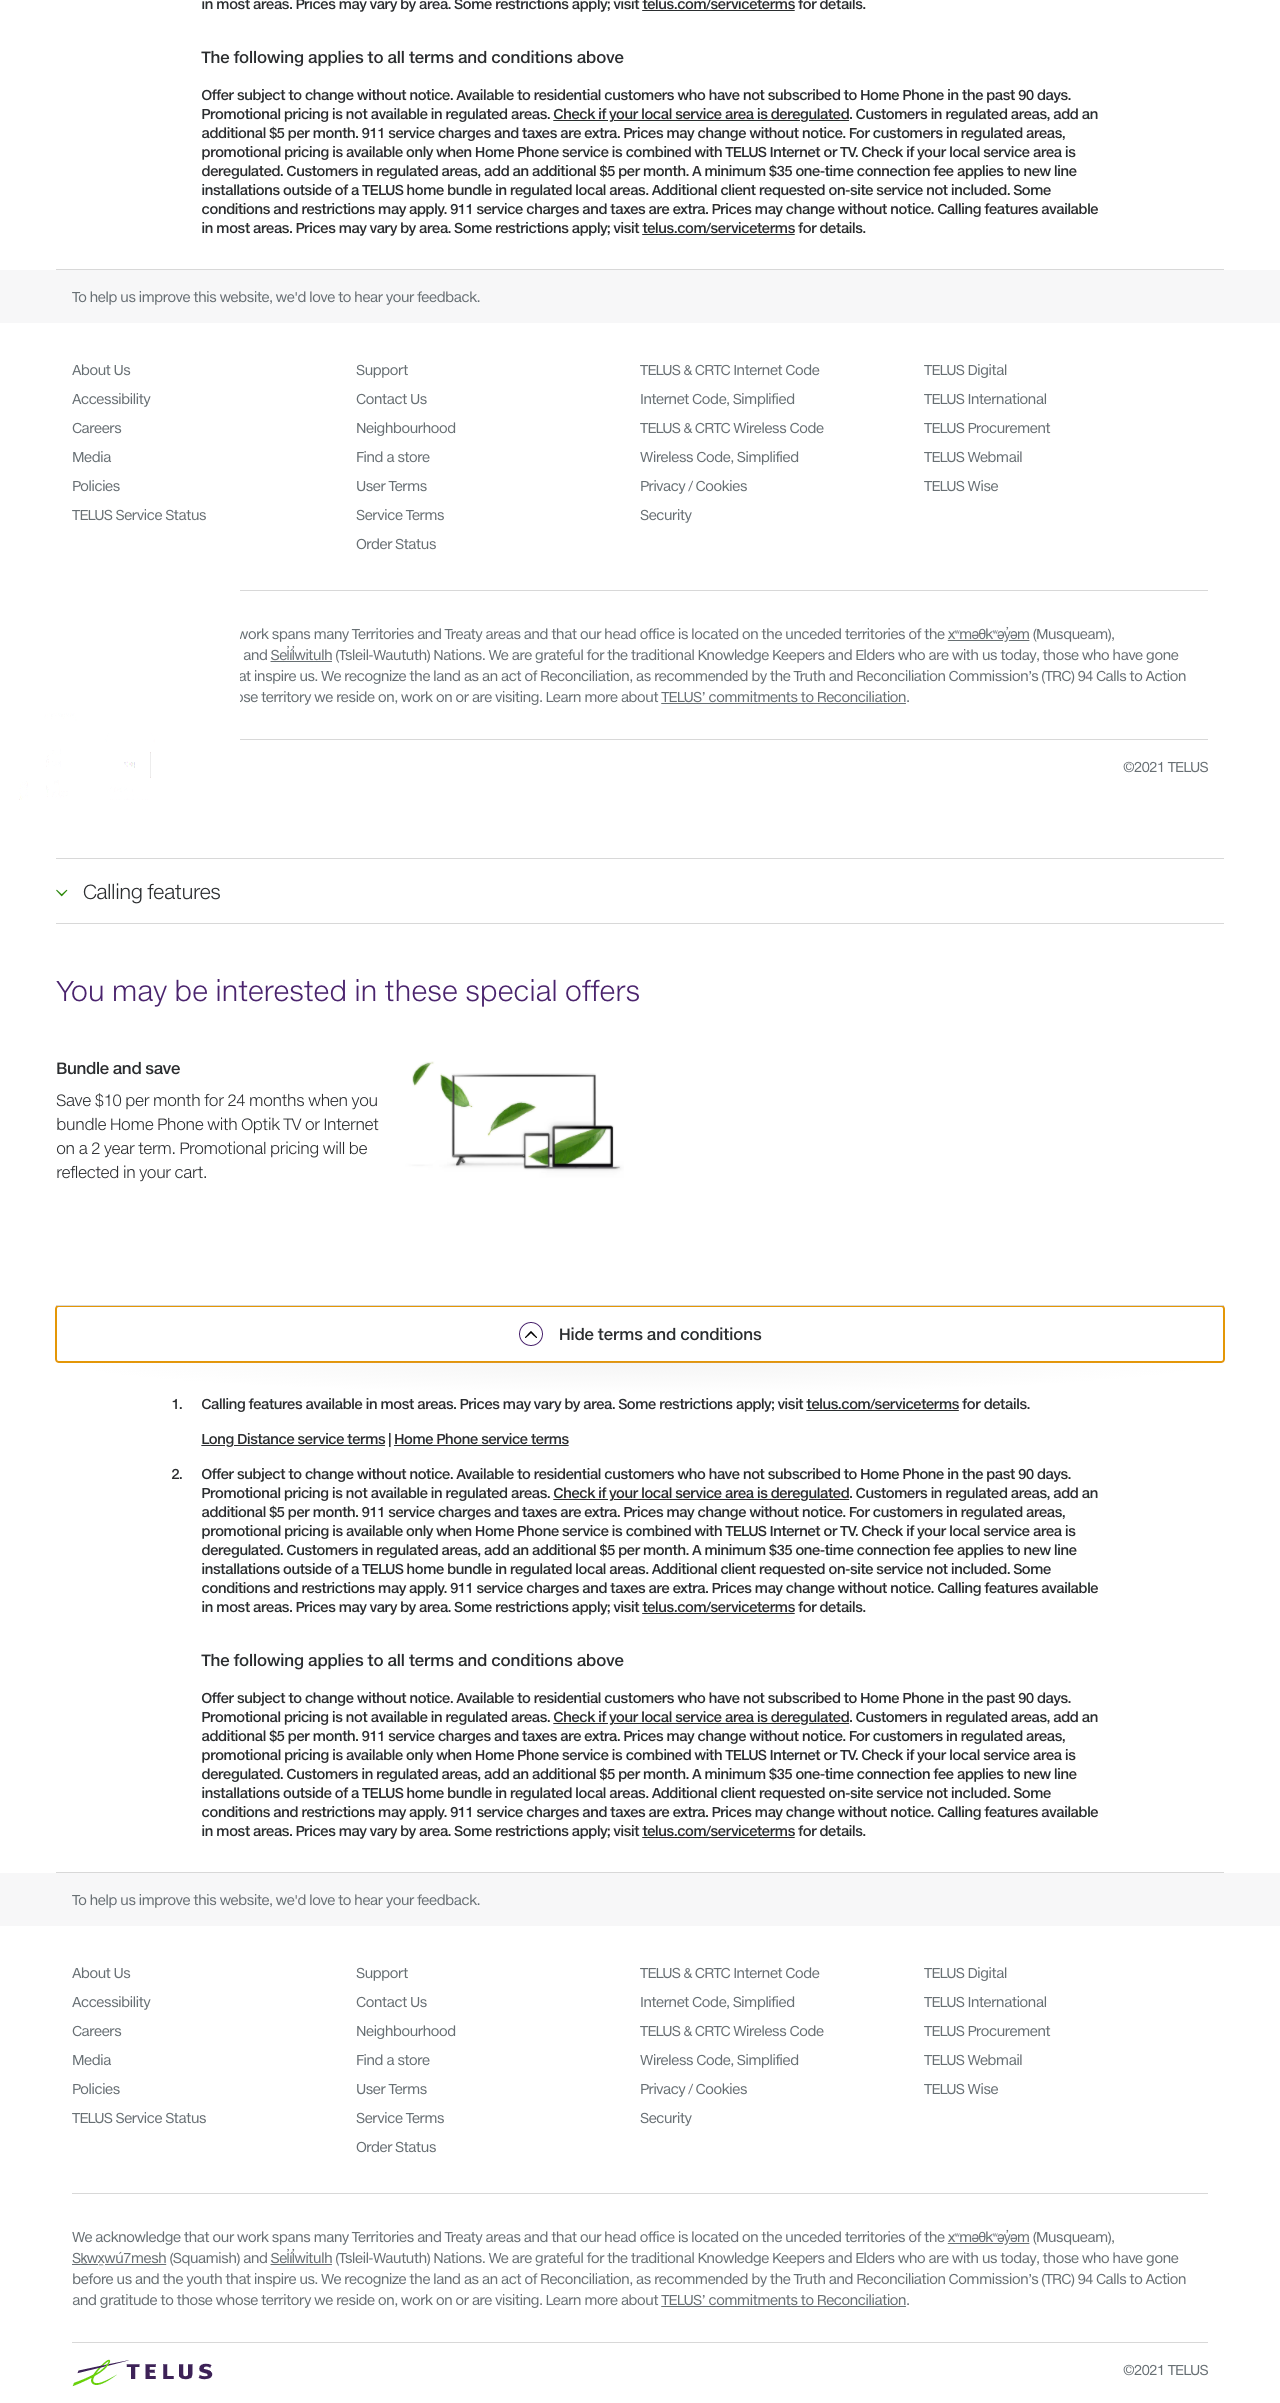 in most areas. Prices may vary by area. Some restrictions apply; visit telus.com/serviceterms for details.
The following applies to all terms and conditions above
Offer subject to change without notice. Available to residential customers who have not subscribed to Home Phone in the past 90 days.
Promotional pricing is not available in regulated areas. Check if your local service area is deregulated. Customers in regulated areas, add an
additional $5 per month. 911 service charges and taxes are extra. Prices may change without notice. For customers in regulated areas,
promotional pricing is available only when Home Phone service is combined with TELUS Internet or TV. Check if your local service area is
deregulated. Customers in regulated areas, add an additional $5 per month. A minimum $35 one-time connection fee applies to new line
installations outside of a TELUS home bundle in regulated local areas. Additional client requested on-site service not included. Some
conditions and restrictions may apply. 911 service charges and taxes are extra. Prices may change without notice. Calling features available
in most areas. Prices may vary by area. Some restrictions apply; visit telus.com/serviceterms for details.
To help us improve this website, we'd love to hear your feedback.
About Us
Accessibility
Careers
Media
Policies
TELUS Service Status
Support
Contact Us
Neighbourhood
Find a store
User Terms
Service Terms
Order Status
TELUS & CRTC Internet Code
Internet Code, Simplified
TELUS & CRTC Wireless Code
Wireless Code, Simplified
Privacy / Cookies
Security
TELUS Digital
TELUS International
TELUS Procurement
TELUS Webmail
TELUS Wise
work spans many Territories and Treaty areas and that our head office is located on the unceded territories of the xʷməθkʷəy̓əm (Musqueam),
and Sel̓íl̓witulh (Tsleil-Waututh) Nations. We are grateful for the traditional Knowledge Keepers and Elders who are with us today, those who have gone
at inspire us. We recognize the land as an act of Reconciliation, as recommended by the Truth and Reconciliation Commission’s (TRC) 94 Calls to Action
ose territory we reside on, work on or are visiting. Learn more about TELUS’ commitments to Reconciliation.
©2021 TELUS
Calling features
You may be interested in these special offers
Bundle and save
Save $10 per month for 24 months when you
bundle Home Phone with Optik TV or Internet
on a 2 year term. Promotional pricing will be
reflected in your cart.
Hide terms and conditions
1. Calling features available in most areas. Prices may vary by area. Some restrictions apply; visit telus.com/serviceterms for details.
Long Distance service terms | Home Phone service terms
2. Offer subject to change without notice. Available to residential customers who have not subscribed to Home Phone in the past 90 days.
Promotional pricing is not available in regulated areas. Check if your local service area is deregulated. Customers in regulated areas, add an
additional $5 per month. 911 service charges and taxes are extra. Prices may change without notice. For customers in regulated areas,
promotional pricing is available only when Home Phone service is combined with TELUS Internet or TV. Check if your local service area is
deregulated. Customers in regulated areas, add an additional $5 per month. A minimum $35 one-time connection fee applies to new line
installations outside of a TELUS home bundle in regulated local areas. Additional client requested on-site service not included. Some
conditions and restrictions may apply. 911 service charges and taxes are extra. Prices may change without notice. Calling features available
in most areas. Prices may vary by area. Some restrictions apply; visit telus.com/serviceterms for details.
The following applies to all terms and conditions above
Offer subject to change without notice. Available to residential customers who have not subscribed to Home Phone in the past 90 days.
Promotional pricing is not available in regulated areas. Check if your local service area is deregulated. Customers in regulated areas, add an
additional $5 per month. 911 service charges and taxes are extra. Prices may change without notice. For customers in regulated areas,
promotional pricing is available only when Home Phone service is combined with TELUS Internet or TV. Check if your local service area is
deregulated. Customers in regulated areas, add an additional $5 per month. A minimum $35 one-time connection fee applies to new line
installations outside of a TELUS home bundle in regulated local areas. Additional client requested on-site service not included. Some
conditions and restrictions may apply. 911 service charges and taxes are extra. Prices may change without notice. Calling features available
in most areas. Prices may vary by area. Some restrictions apply; visit telus.com/serviceterms for details.
To help us improve this website, we'd love to hear your feedback.
About Us
Accessibility
Careers
Media
Policies
TELUS Service Status
Support
Contact Us
Neighbourhood
Find a store
User Terms
Service Terms
Order Status
TELUS & CRTC Internet Code
Internet Code, Simplified
TELUS & CRTC Wireless Code
Wireless Code, Simplified
Privacy / Cookies
Security
TELUS Digital
TELUS International
TELUS Procurement
TELUS Webmail
TELUS Wise
We acknowledge that our work spans many Territories and Treaty areas and that our head office is located on the unceded territories of the xʷməθkʷəy̓əm (Musqueam),
Sḵwx̱wú7mesh (Squamish) and Sel̓íl̓witulh (Tsleil-Waututh) Nations. We are grateful for the traditional Knowledge Keepers and Elders who are with us today, those who have gone
before us and the youth that inspire us. We recognize the land as an act of Reconciliation, as recommended by the Truth and Reconciliation Commission’s (TRC) 94 Calls to Action
and gratitude to those whose territory we reside on, work on or are visiting. Learn more about TELUS’ commitments to Reconciliation.
TELUS
©2021 TELUS